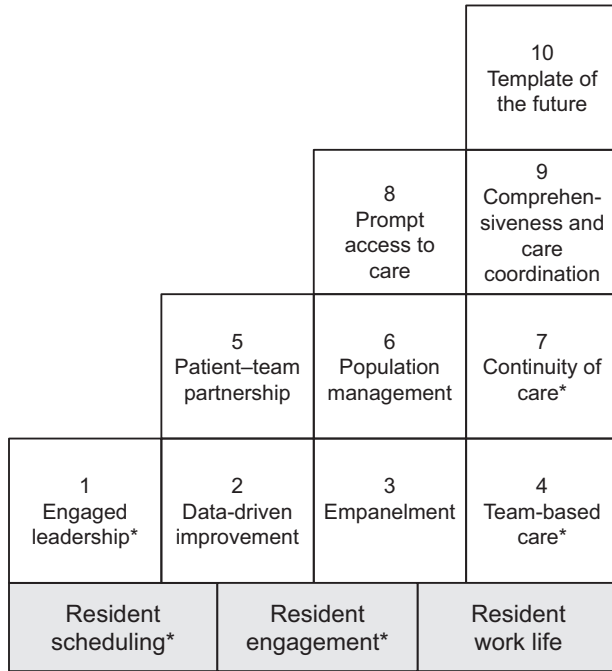 10
Template of
the future
8
Prompt
access to
care
9
Comprehen-
siveness and
care
coordination
5
Patient–team
partnership
6
Population
management
7
Continuity of
care*
1
Engaged
leadership*
2
Data-driven
improvement
3
Empanelment
4
Team-based
care*
Resident
scheduling*
Resident
engagement*
Resident
work life